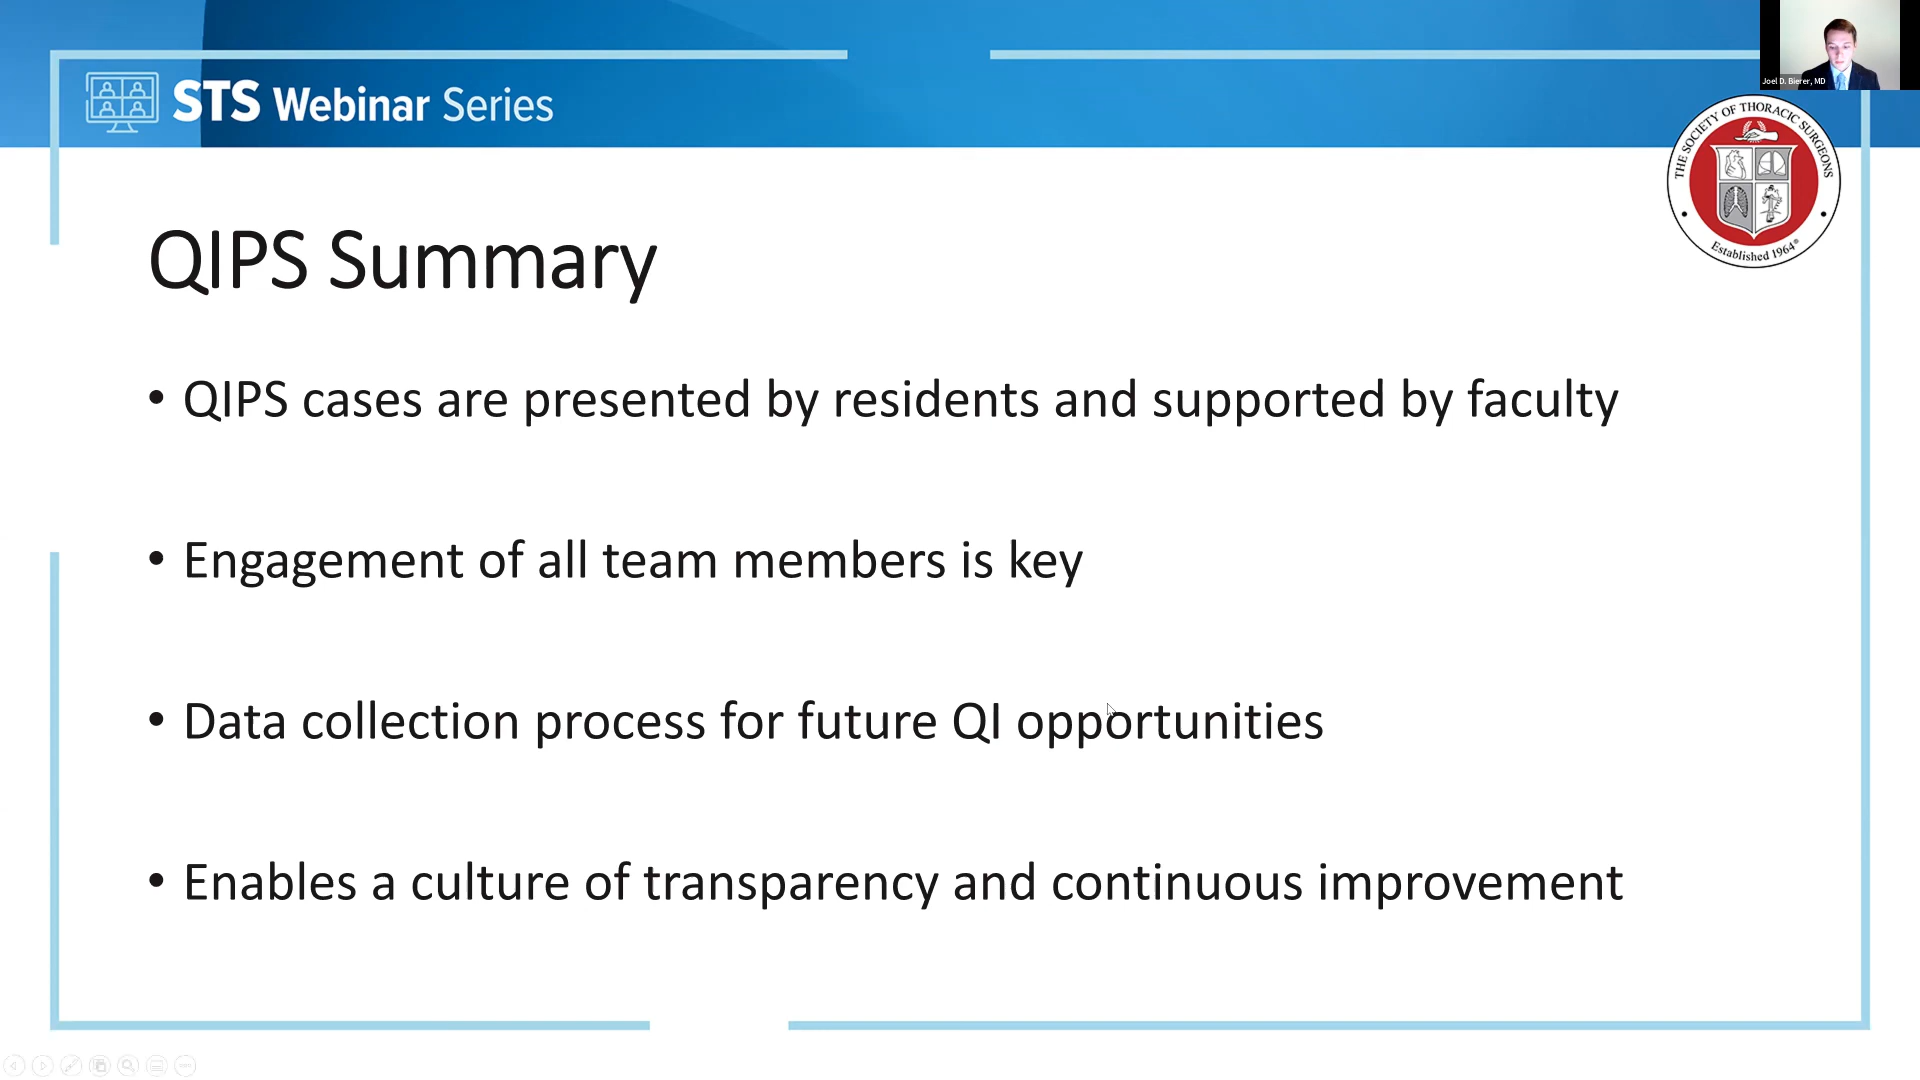 Joel D. Bierer, MD
STS Webinar Series
THE SOCIETY OF THORACIC SURGEONS
Established 1964®
QIPS Summary
• QIPS cases are presented by residents and supported by faculty
• Engagement of all team members is key
• Data collection process for future QI opportunities
• Enables a culture of transparency and continuous improvement